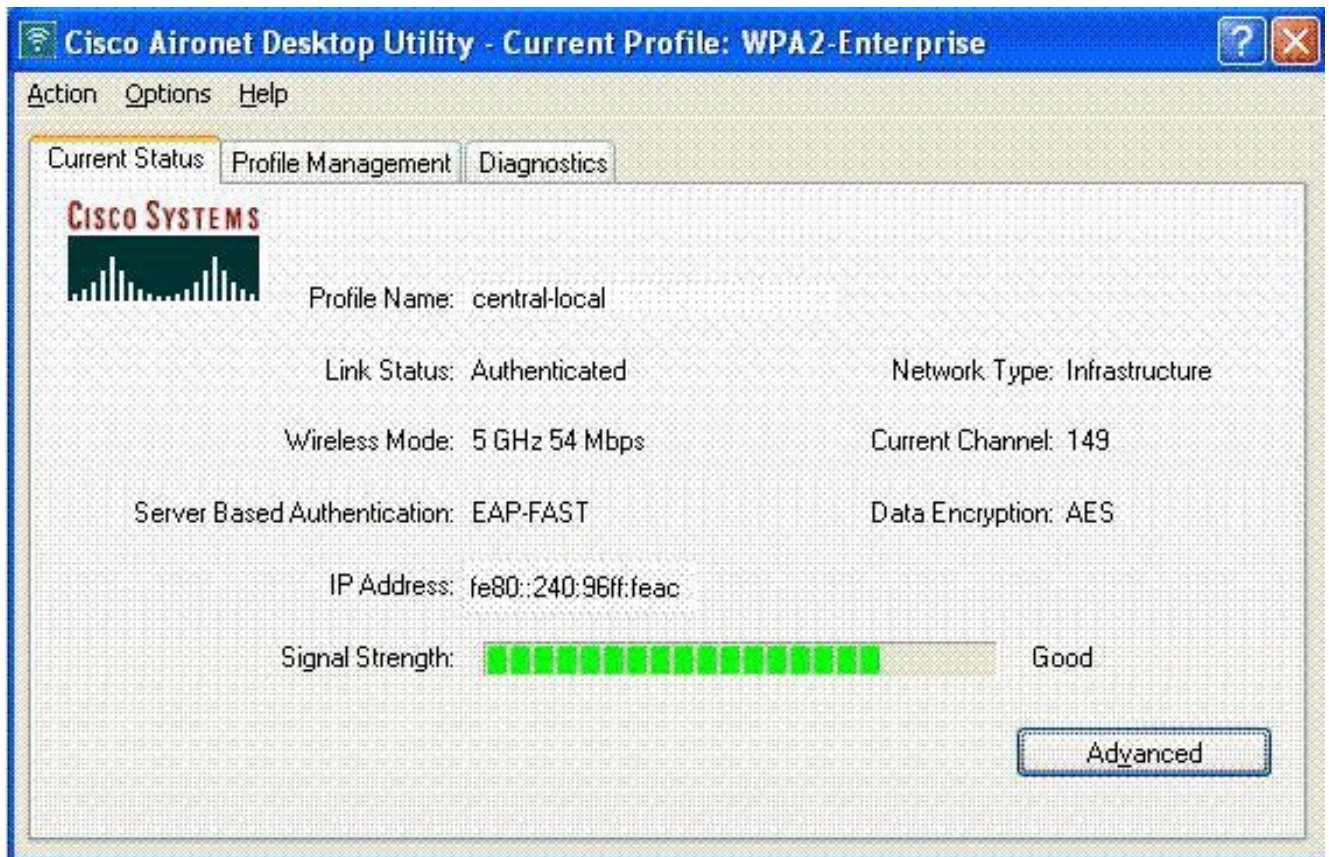 Cisco Aironet Desktop Utility - Current Profile: WPA2-Enterprise
Action Options Help
Current Status Profile Management Diagnostics
CISCO SYSTEMS
Profile Name: central-local
Link Status: Authenticated Network Type: Infrastructure
Wireless Mode: 5 GHz 54 Mbps Current Channel: 149
Server Based Authentication: EAP-FAST Data Encryption: AES
IP Address: fe80::240:96ff:feac
Signal Strength: Good
Advanced